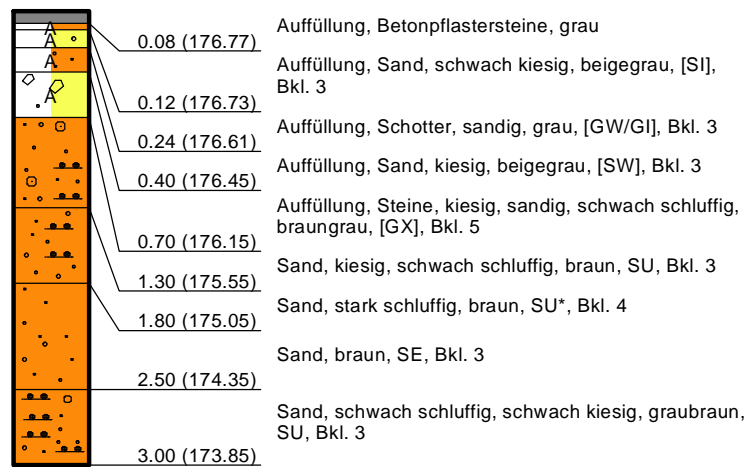 Auffüllung, Betonpflastersteine, grau
A
A
0.08 (176.77)
Auffüllung, Sand, schwach kiesig, beigegrau, [SI],
Bkl. 3
A
A
0.12 (176.73)
Auffüllung, Schotter, sandig, grau, [GW/GI], Bkl. 3
0.24 (176.61)
Auffüllung, Sand, kiesig, beigegrau, [SW], Bkl. 3
0.40 (176.45)
Auffüllung, Steine, kiesig, sandig, schwach schluffig,
braungrau, [GX], Bkl. 5
0.70 (176.15)
Sand, kiesig, schwach schluffig, braun, SU, Bkl. 3
1.30 (175.55)
Sand, stark schluffig, braun, SU*, Bkl. 4
1.80 (175.05)
Sand, braun, SE, Bkl. 3
2.50 (174.35)
Sand, schwach schluffig, schwach kiesig, graubraun,
SU, Bkl. 3
3.00 (173.85)